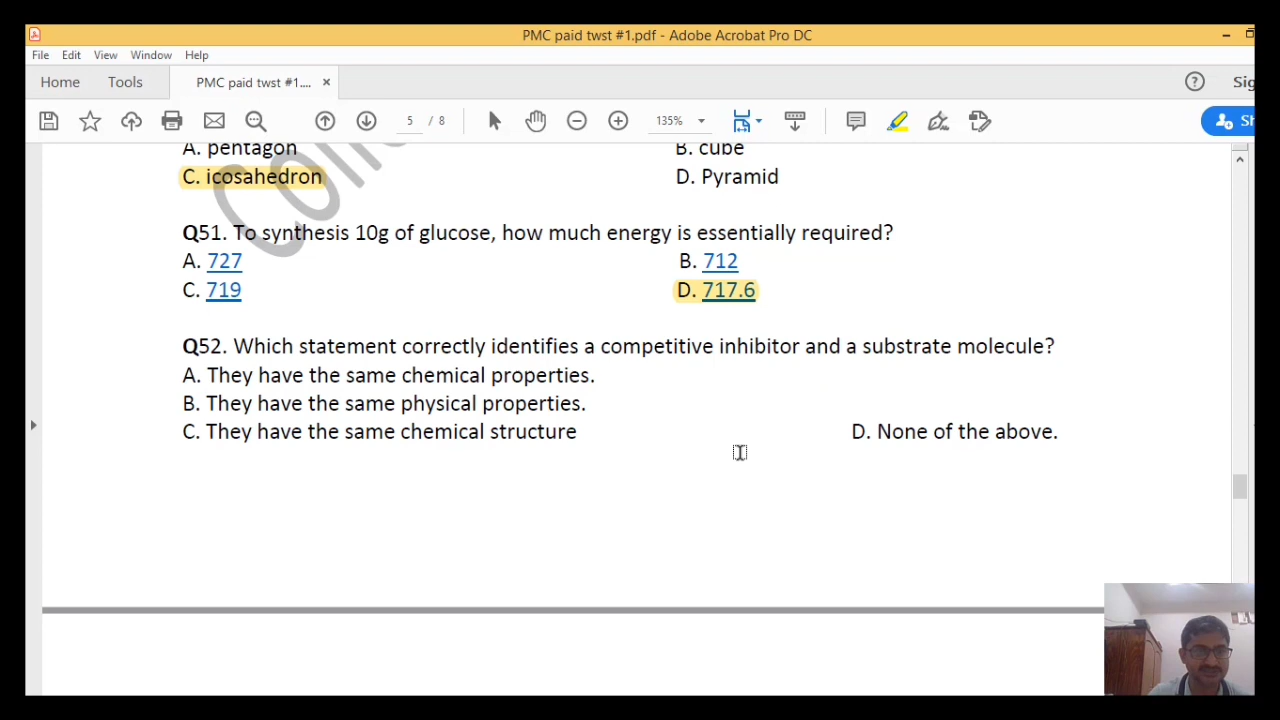 PMC paid twst #1.pdf - Adobe Acrobat Pro DC
File Edit View Window Help
Home Tools PMC paid twst #1.... × ? Sig
5 / 8 135% Sh
A. pentagon B. cube
C. icosahedron D. Pyramid
Q51. To synthesis 10g of glucose, how much energy is essentially required?
A. 727 B. 712
C. 719 D. 717.6
Q52. Which statement correctly identifies a competitive inhibitor and a substrate molecule?
A. They have the same chemical properties.
B. They have the same physical properties.
C. They have the same chemical structure D. None of the above.